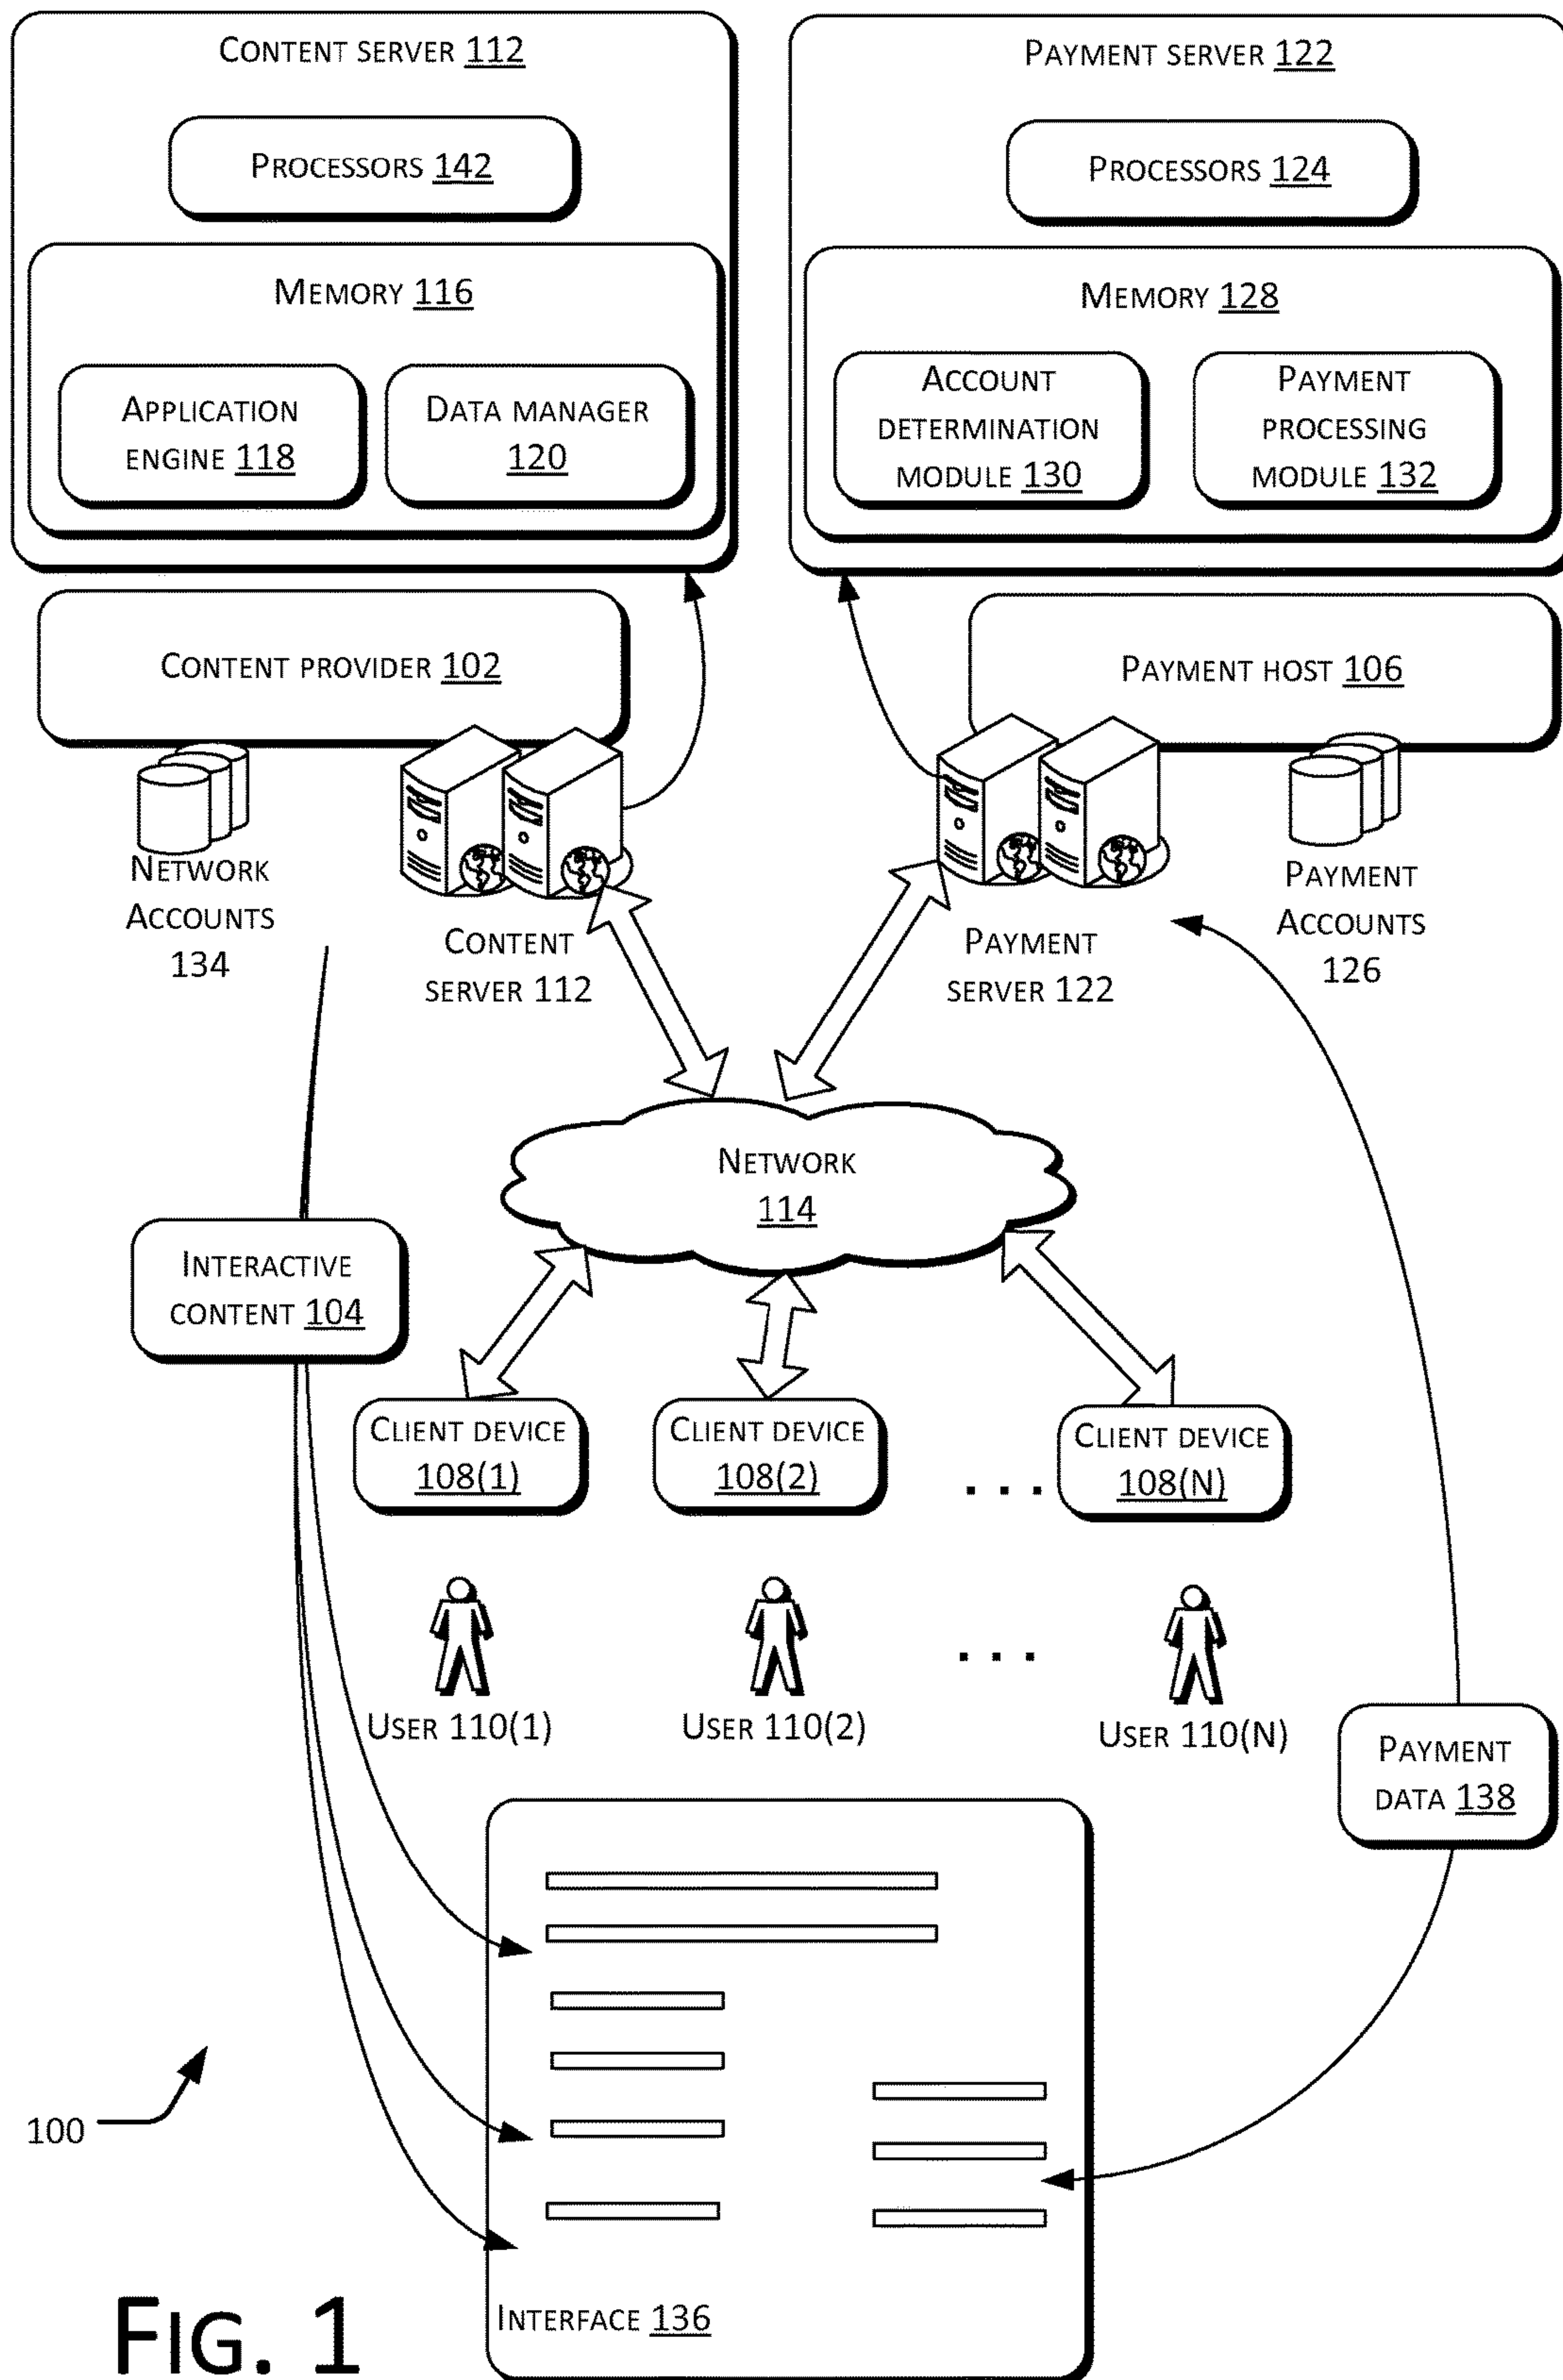 CONTENT SERVER 112
PROCESSORS 142
MEMORY 116
APPLICATION
ENGINE 118
DATA MANAGER
120
PAYMENT SERVER 122
PROCESSORS 124
MEMORY 128
ACCOUNT
DETERMINATION
MODULE 130
PAYMENT
PROCESSING
MODULE 132
CONTENT PROVIDER 102
PAYMENT HOST 106
NETWORK
ACCOUNTS
134
CONTENT
SERVER 112
PAYMENT
SERVER 122
PAYMENT
ACCOUNTS
126
NETWORK
114
INTERACTIVE
CONTENT 104
CLIENT DEVICE
108(1)
CLIENT DEVICE
108(2)
. . .
CLIENT DEVICE
108(N)
USER 110(1)
USER 110(2)
. . .
USER 110(N)
PAYMENT
DATA 138
100
INTERFACE 136
FIG. 1